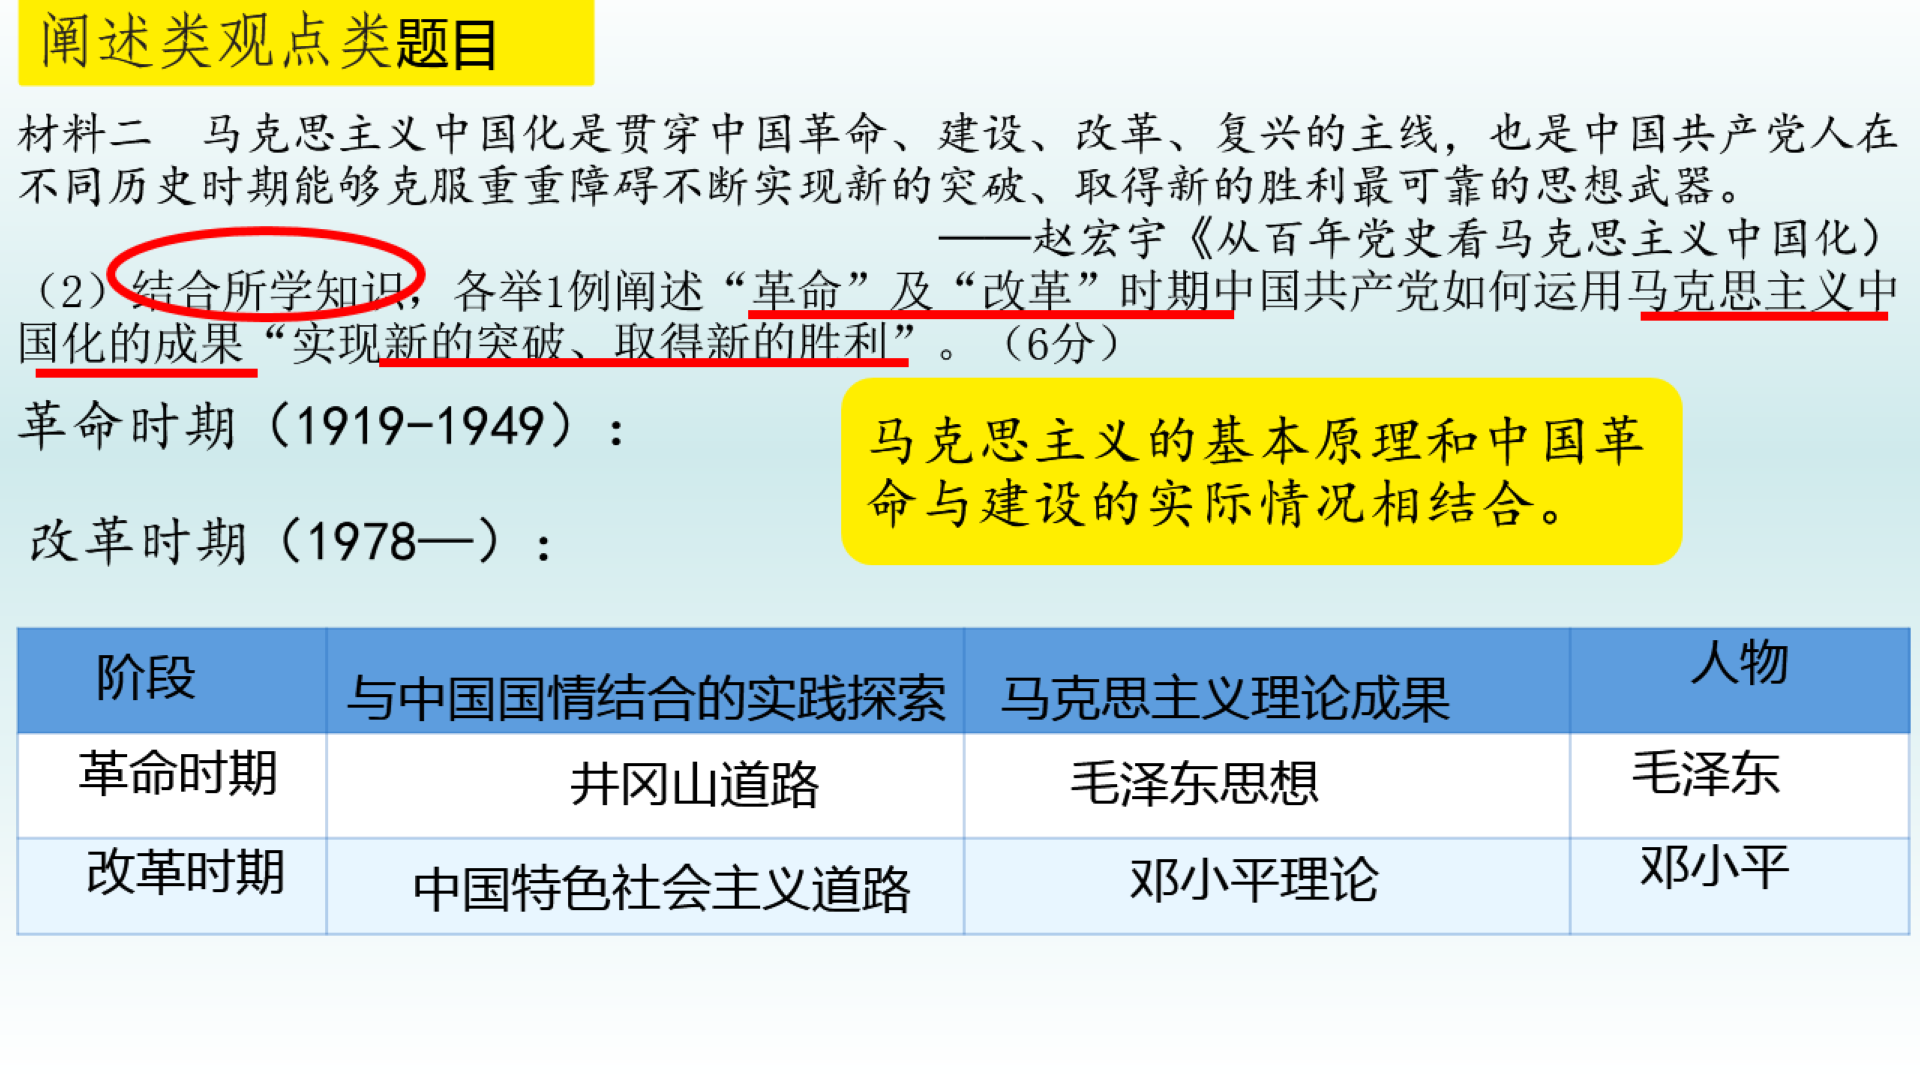 阐述类观点类题目
材料二 马克思主义中国化是贯穿中国革命、建设、改革、复兴的主线，也是中国共产党人在
不同历史时期能够克服重重障碍不断实现新的突破、取得新的胜利最可靠的思想武器。
——赵宏宇《从百年党史看马克思主义中国化）
（2）结合所学知识，各举1例阐述“革命”及“改革”时期中国共产党如何运用马克思主义中
国化的成果“实现新的突破、取得新的胜利”。（6分）
革命时期（1919-1949）：
马克思主义的基本原理和中国革
命与建设的实际情况相结合。
改革时期（1978—）：
阶段 与中国国情结合的实践探索 马克思主义理论成果 人物
革命时期 井冈山道路 毛泽东思想 毛泽东
改革时期 中国特色社会主义道路 邓小平理论 邓小平